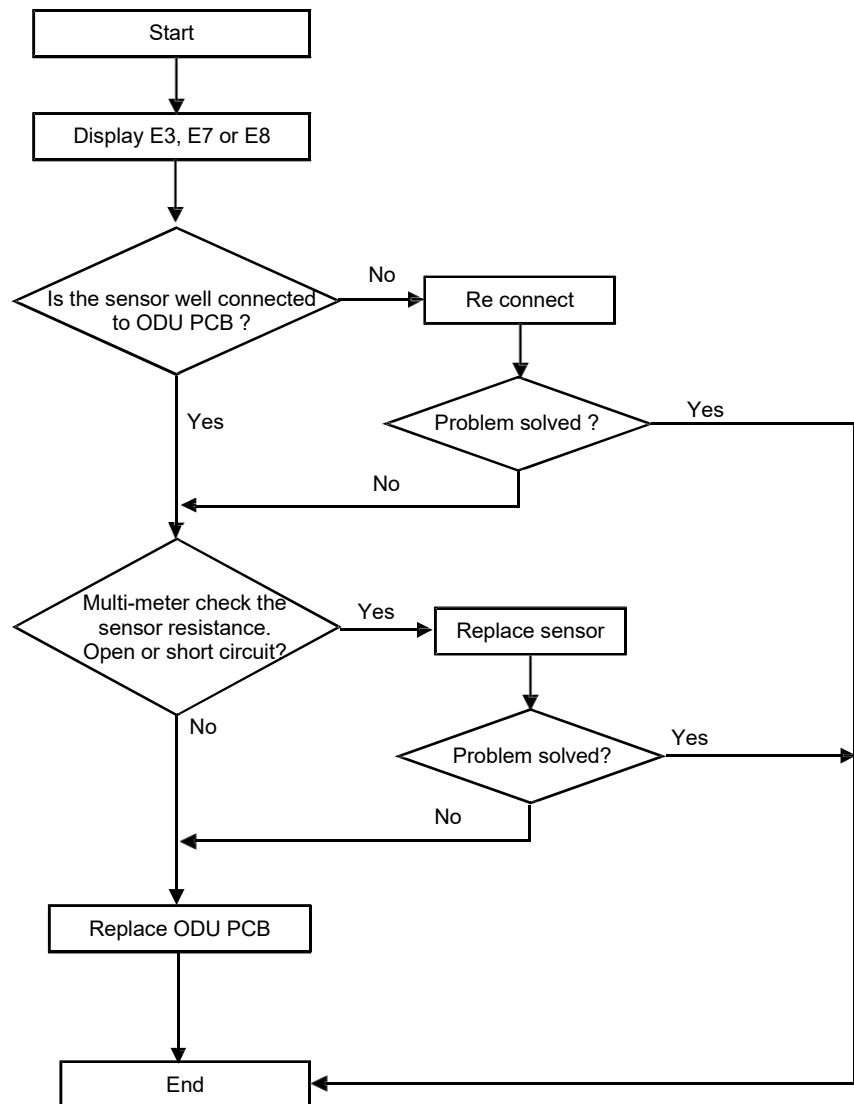 Start
Display E3, E7 or E8
Is the sensor well connected
to ODU PCB ?
No
Re connect
Yes
Problem solved ?
Yes
No
Multi-meter check the
sensor resistance.
Open or short circuit?
Yes
Replace sensor
No
Problem solved?
Yes
No
Replace ODU PCB
End